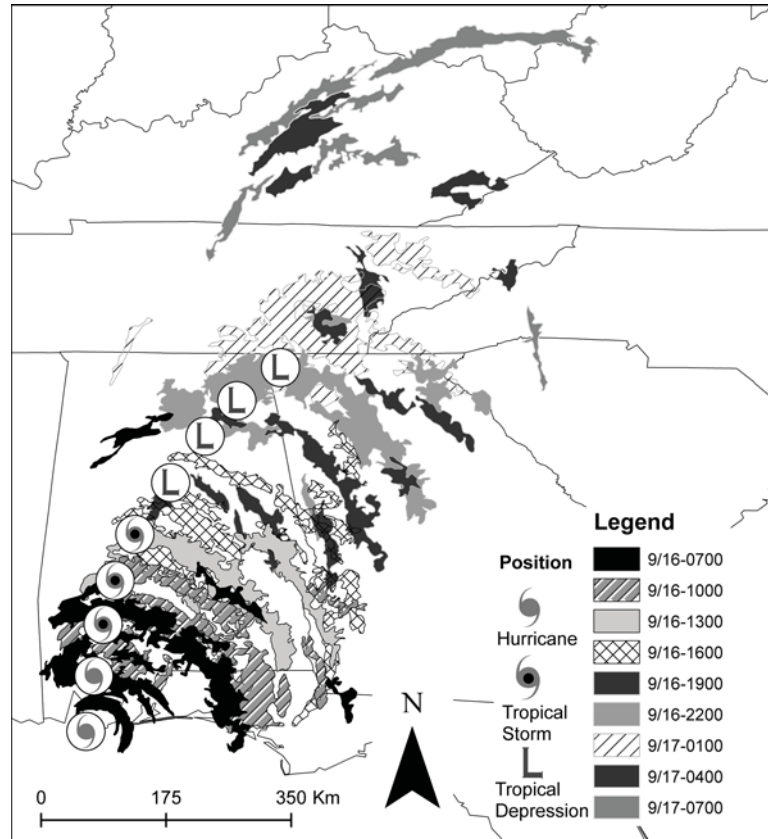 L
L
L
L
Legend
Position
9/16-0700
9/16-1000
Hurricane
9/16-1300
9/16-1600
9/16-1900
Tropical
Storm
9/16-2200
N
9/17-0100
L
Tropical
Depression
9/17-0400
9/17-0700
0 175 350 Km